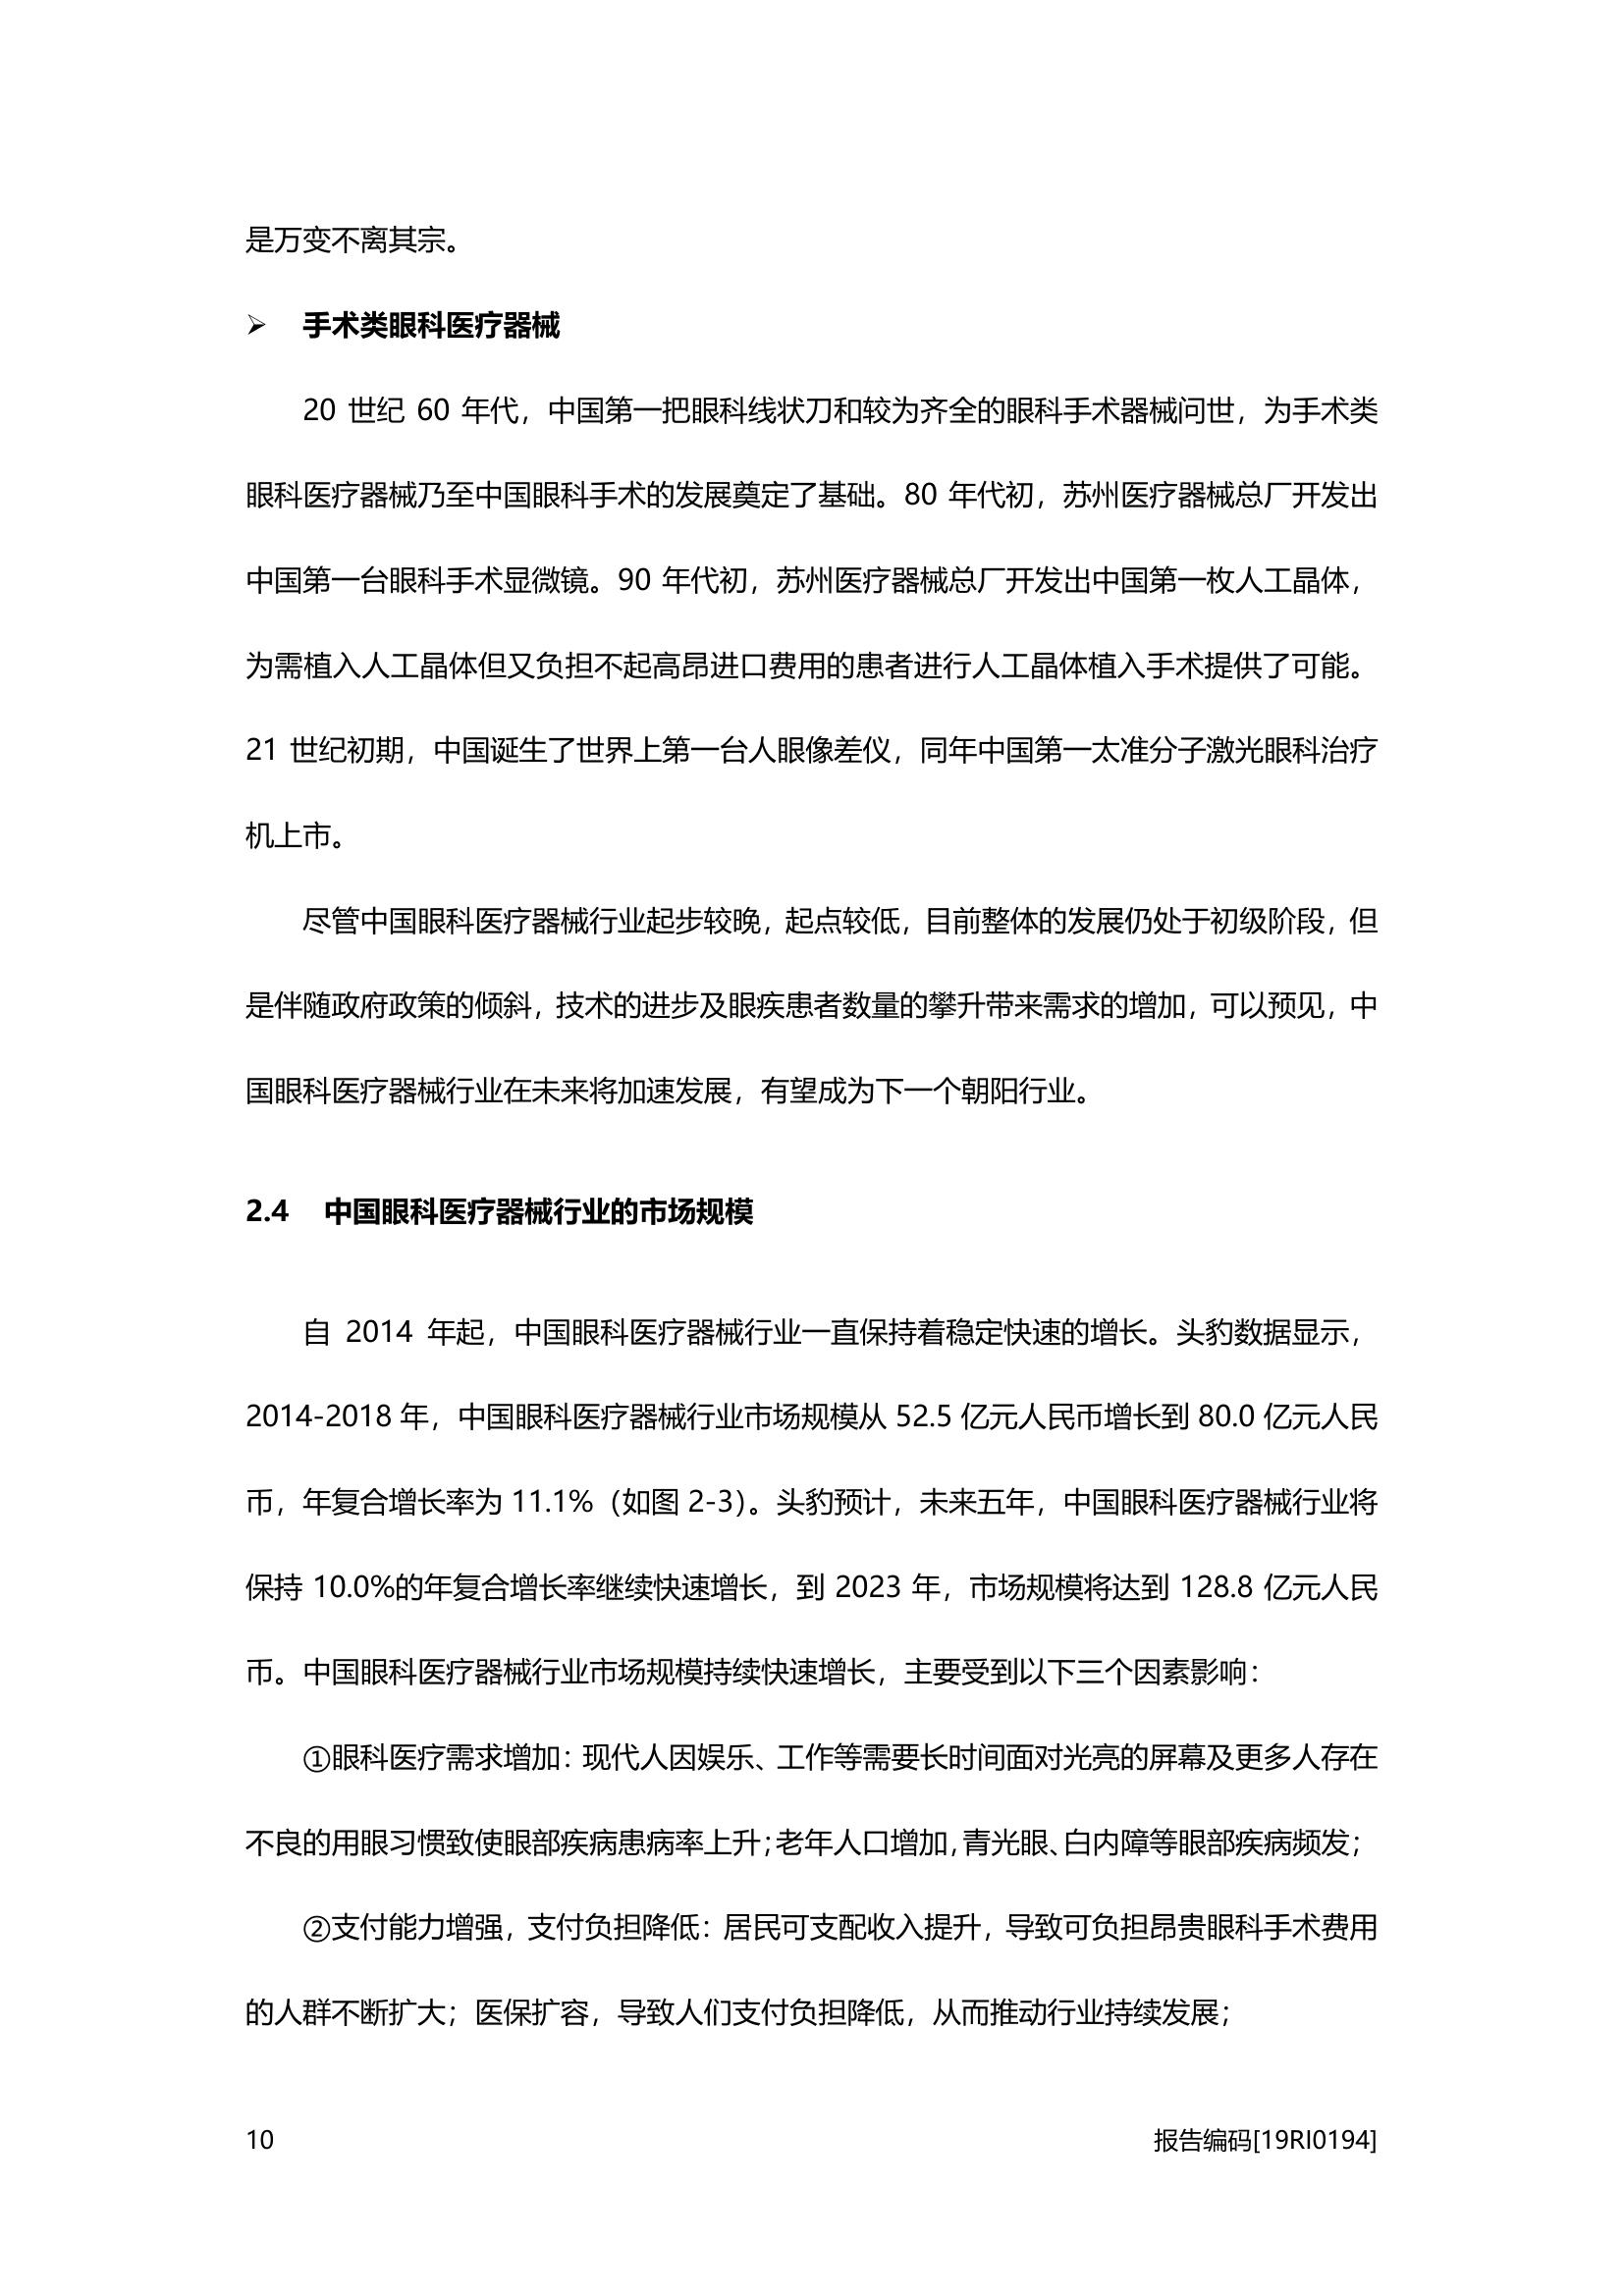 是万变不离其宗。
➢ 手术类眼科医疗器械
20 世纪 60 年代，中国第一把眼科线状刀和较为齐全的眼科手术器械问世，为手术类
眼科医疗器械乃至中国眼科手术的发展奠定了基础。80 年代初，苏州医疗器械总厂开发出
中国第一台眼科手术显微镜。90 年代初，苏州医疗器械总厂开发出中国第一枚人工晶体，
为需植入人工晶体但又负担不起高昂进口费用的患者进行人工晶体植入手术提供了可能。
21 世纪初期，中国诞生了世界上第一台人眼像差仪，同年中国第一太准分子激光眼科治疗
机上市。
尽管中国眼科医疗器械行业起步较晚，起点较低，目前整体的发展仍处于初级阶段，但
是伴随政府政策的倾斜，技术的进步及眼疾患者数量的攀升带来需求的增加，可以预见，中
国眼科医疗器械行业在未来将加速发展，有望成为下一个朝阳行业。
2.4 中国眼科医疗器械行业的市场规模
自 2014 年起，中国眼科医疗器械行业一直保持着稳定快速的增长。头豹数据显示，
2014-2018 年，中国眼科医疗器械行业市场规模从 52.5 亿元人民币增长到 80.0 亿元人民
币，年复合增长率为 11.1%（如图 2-3）。头豹预计，未来五年，中国眼科医疗器械行业将
保持 10.0%的年复合增长率继续快速增长，到 2023 年，市场规模将达到 128.8 亿元人民
币。中国眼科医疗器械行业市场规模持续快速增长，主要受到以下三个因素影响：
①眼科医疗需求增加：现代人因娱乐、工作等需要长时间面对光亮的屏幕及更多人存在
不良的用眼习惯致使眼部疾病患病率上升；老年人口增加，青光眼、白内障等眼部疾病频发；
②支付能力增强，支付负担降低：居民可支配收入提升，导致可负担昂贵眼科手术费用
的人群不断扩大；医保扩容，导致人们支付负担降低，从而推动行业持续发展；
10 报告编码[19RI0194]